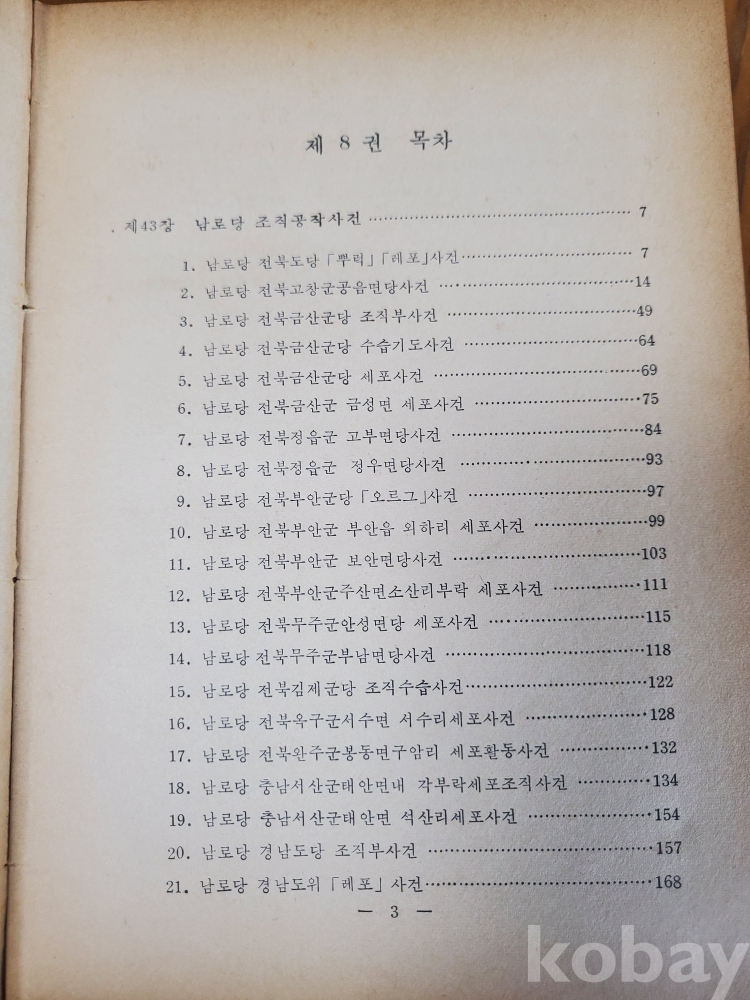 제 8 권 목차
제43장 남로당 조직공작사건 ·········· 7
1. 남로당 전북도당 「뿌럭」「레포」사건 ·········· 7
2. 남로당 전북고창군공음면당사건 ·········· 14
3. 남로당 전북금산군당 조직부사건 ·········· 49
4. 남로당 전북금산군당 수습기도사건 ·········· 64
5. 남로당 전북금산군당 세포사건 ·········· 69
6. 남로당 전북금산군 금성면 세포사건 ·········· 75
7. 남로당 전북정읍군 고부면당사건 ·········· 84
8. 남로당 전북정읍군 정우면당사건 ·········· 93
9. 남로당 전북부안군당 「오르그」사건 ·········· 97
10. 남로당 전북부안군 부안읍 외하리 세포사건 ·········· 99
11. 남로당 전북부안군 보안면당사건 ·········· 103
12. 남로당 전북부안군주산면소산리부락 세포사건 ·········· 111
13. 남로당 전북무주군안성면당 세포사건 ·········· 115
14. 남로당 전북무주군부남면당사건 ·········· 118
15. 남로당 전북김제군당 조직수습사건 ·········· 122
16. 남로당 전북옥구군서수면 서수리세포사건 ·········· 128
17. 남로당 전북완주군봉동면구암리 세포활동사건 ·········· 132
18. 남로당 충남서산군태안면내 각부락세포조직사건 ·········· 134
19. 남로당 충남서산군태안면 석산리세포사건 ·········· 154
20. 남로당 경남도당 조직부사건 ·········· 157
21. 남로당 경남도위 「레포」 사건 ·········· 168
— 3 —
kobay